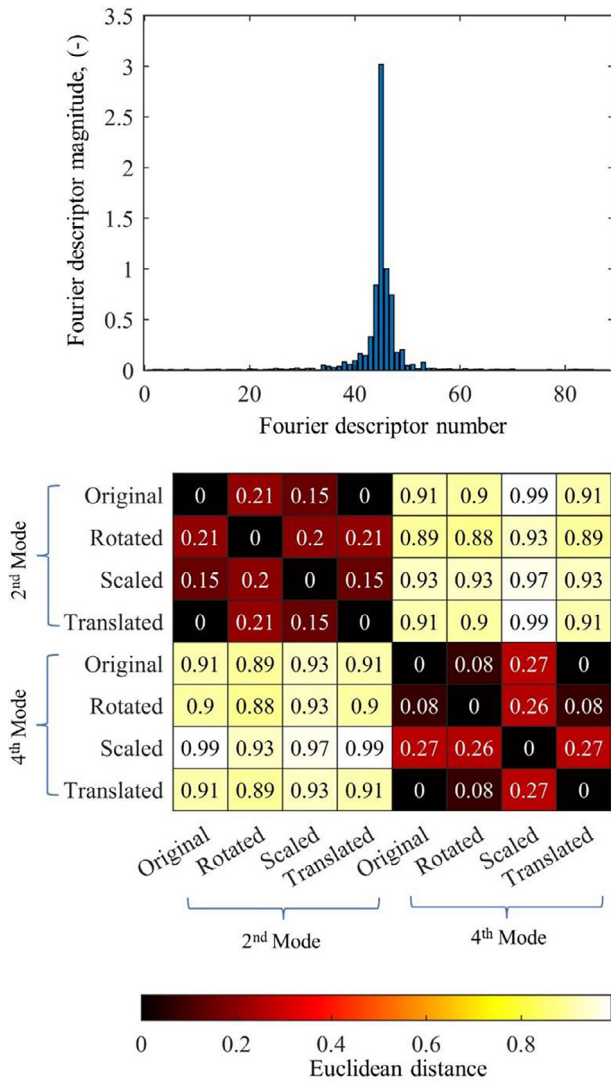 3.5
3
2.5
2
1.5
1
0.5
0
Fourier descriptor magnitude, (-)
0 20 40 60 80
Fourier descriptor number
2nd Mode
Original 0 0.21 0.15 0 0.91 0.9 0.99 0.91
Rotated 0.21 0 0.2 0.21 0.89 0.88 0.93 0.89
Scaled 0.15 0.2 0 0.15 0.93 0.93 0.97 0.93
Translated 0 0.21 0.15 0 0.91 0.9 0.99 0.91
4th Mode
Original 0.91 0.89 0.93 0.91 0 0.08 0.27 0
Rotated 0.9 0.88 0.93 0.9 0.08 0 0.26 0.08
Scaled 0.99 0.93 0.97 0.99 0.27 0.26 0 0.27
Translated 0.91 0.89 0.93 0.91 0 0.08 0.27 0
Original Rotated Scaled Translated Original Rotated Scaled Translated
2nd Mode 4th Mode
0 0.2 0.4 0.6 0.8
Euclidean distance